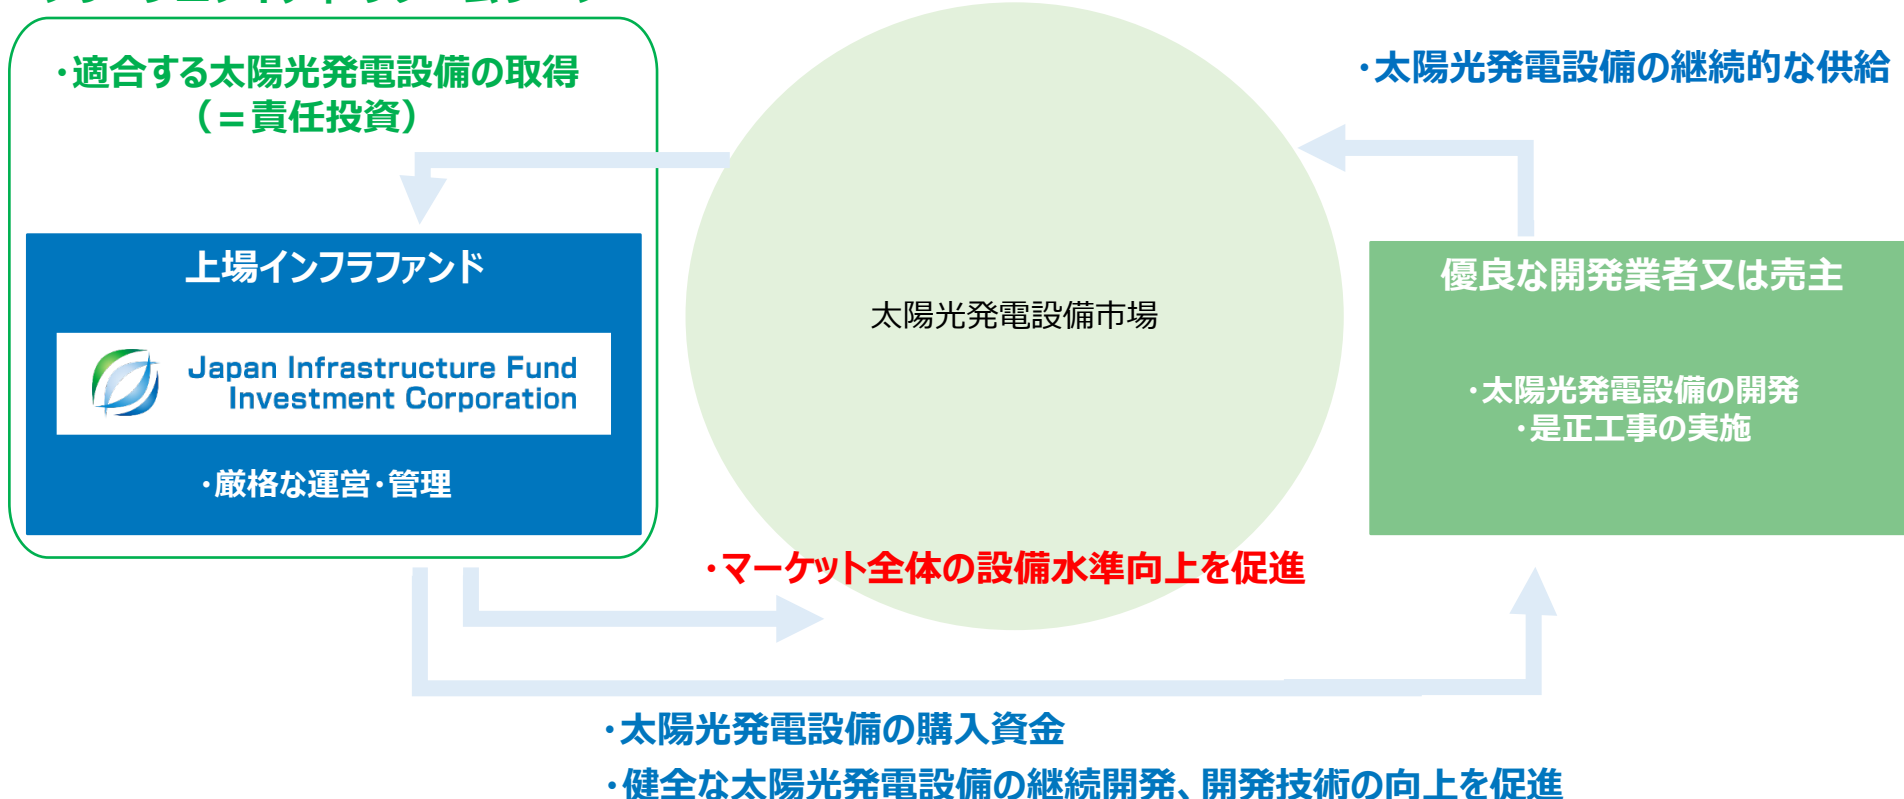 ・適合する太陽光発電設備の取得
(=責任投資)
・太陽光発電設備の継続的な供給
上場インフラファンド
Japan Infrastructure Fund
Investment Corporation
・厳格な運営・管理
太陽光発電設備市場
優良な開発業者又は売主
・太陽光発電設備の開発
・是正工事の実施
・マーケット全体の設備水準向上を促進
・太陽光発電設備の購入資金
・健全な太陽光発電設備の継続開発、開発技術の向上を促進